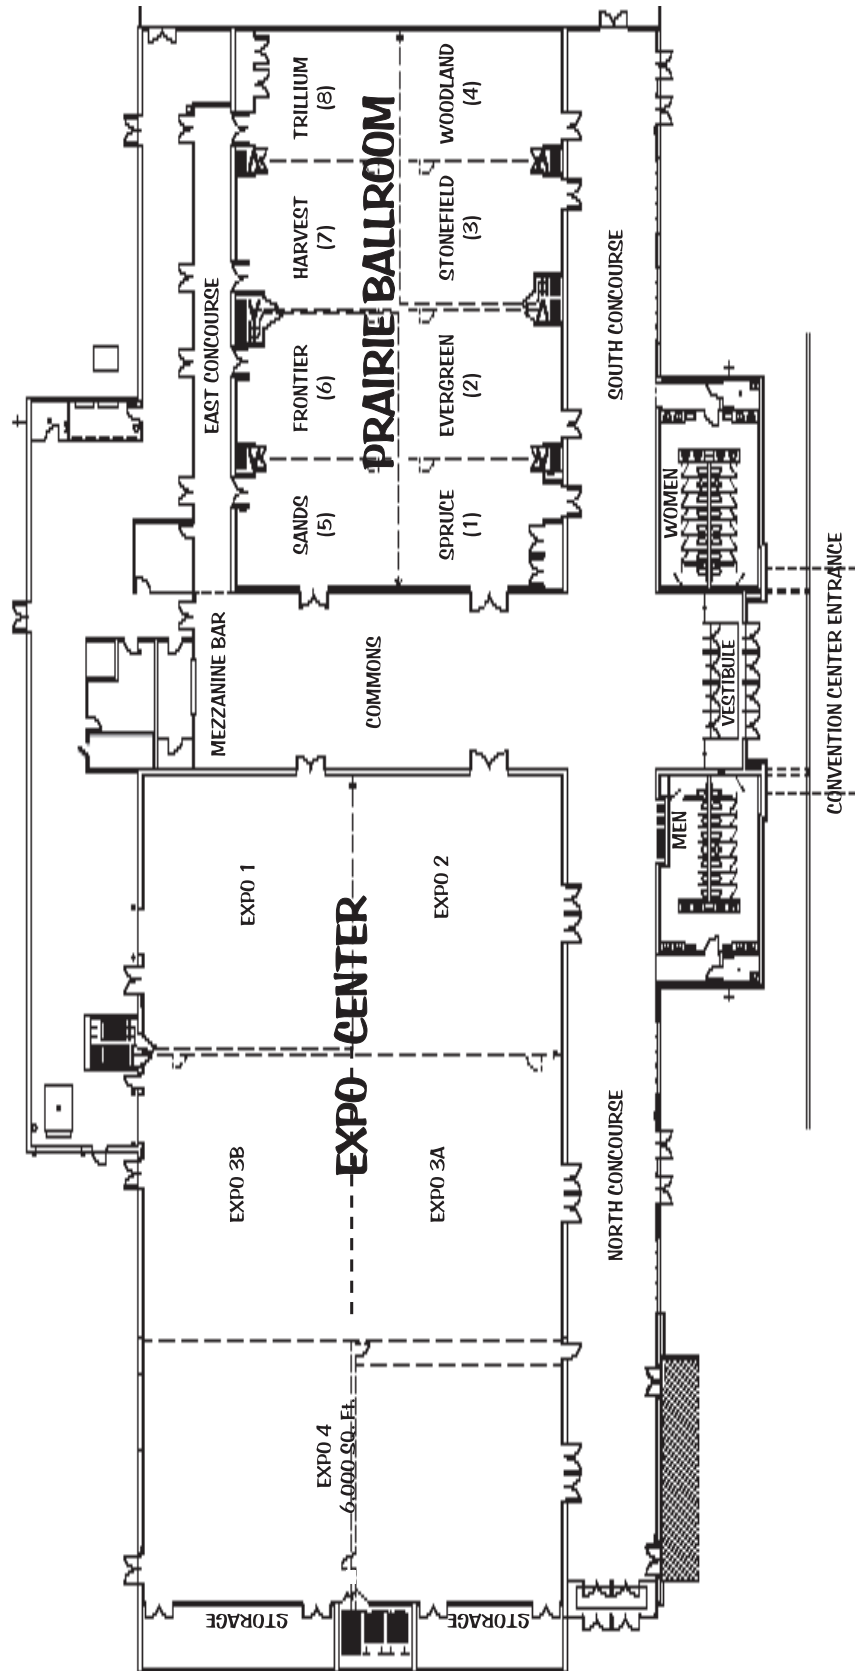 TRILLIUM
(8)
WOODLAND
(4)
PRAIRIE BALLROOM
HARVEST
(7)
STONEFIELD
(3)
EAST CONCOURSE
SOUTH CONCOURSE
FRONTIER
(6)
EVERGREEN
(2)
SANDS
(5)
SPRUCE
(1)
WOMEN
CONVENTION CENTER ENTRANCE
MEZZANINE BAR
COMMONS
VESTIBULE
MEN
EXPO 1
EXPO 2
EXPO CENTER
EXPO 3B
EXPO 3A
NORTH CONCOURSE
EXPO 4
6,000 SQ. Ft.
STORAGE
STORAGE